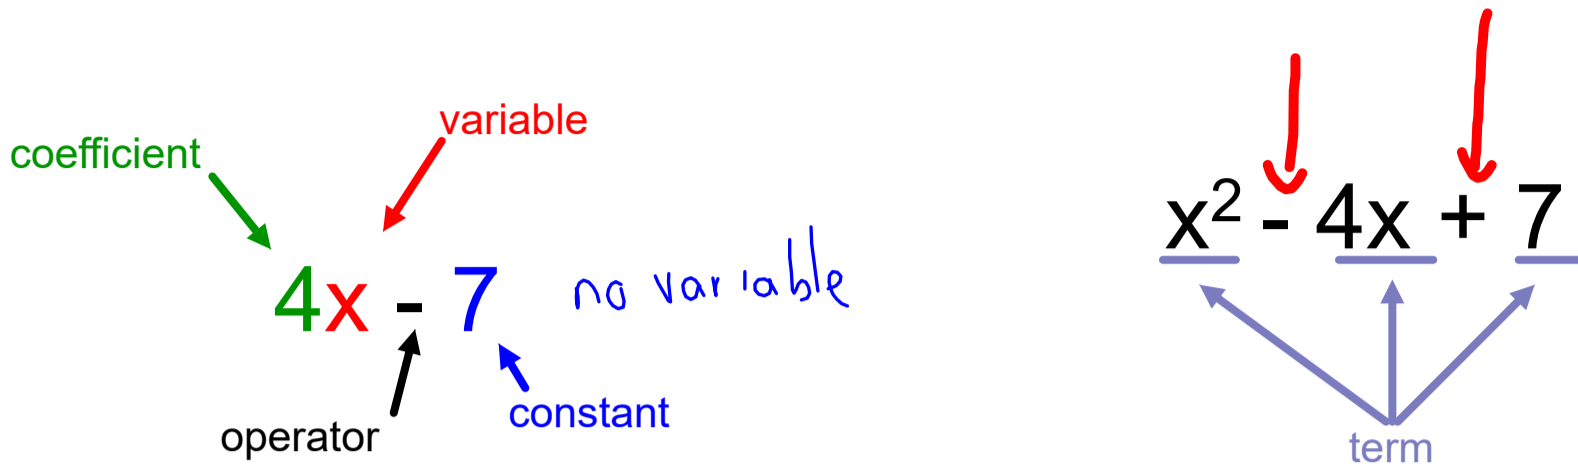 variable
coefficient
4x - 7 no variable
operator
constant
x² - 4x + 7
term